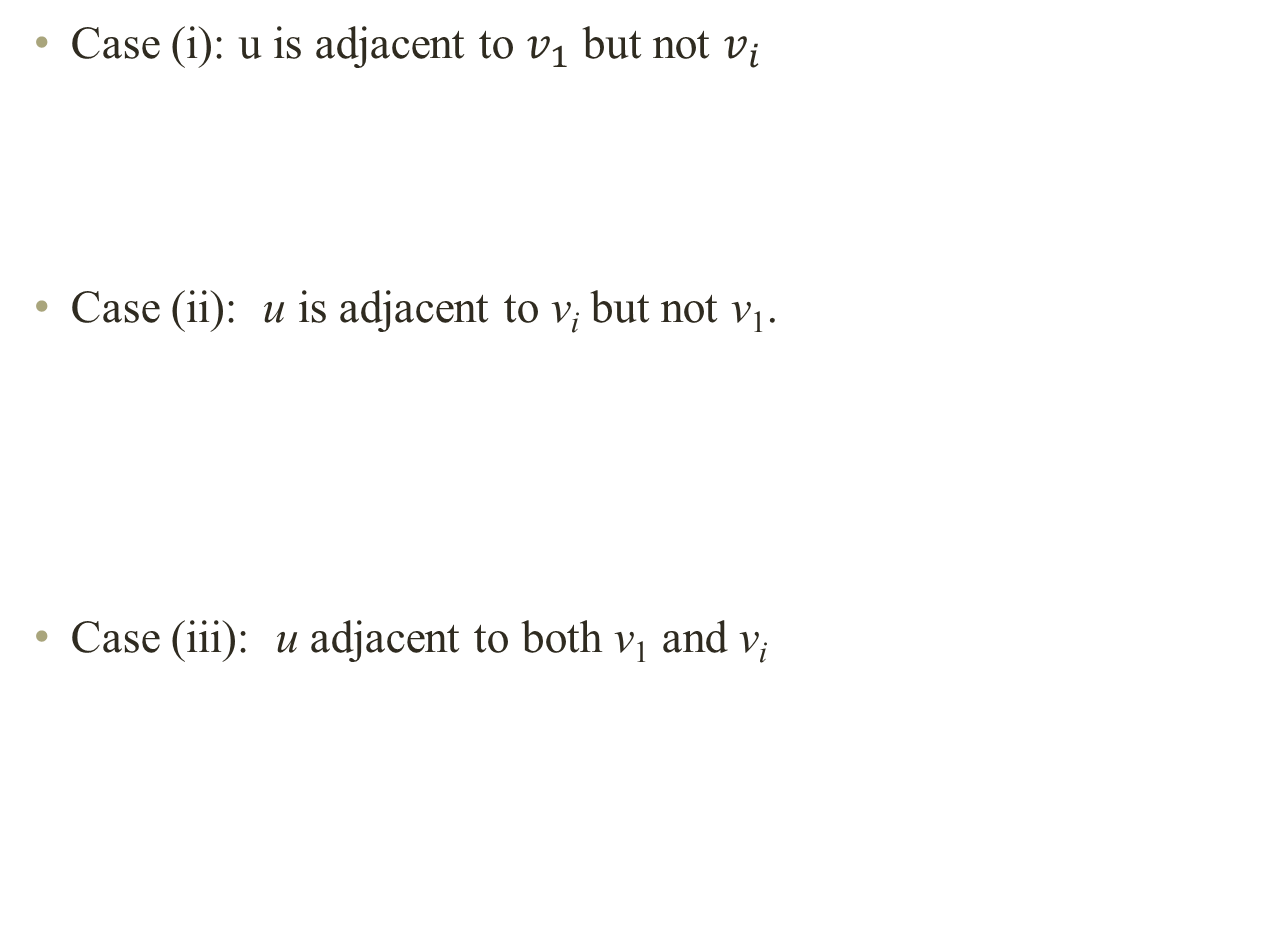 • Case (i): u is adjacent to 𝑣₁ but not 𝑣ᵢ
• Case (ii): u is adjacent to vᵢ but not v₁.
• Case (iii): u adjacent to both v₁ and vᵢ